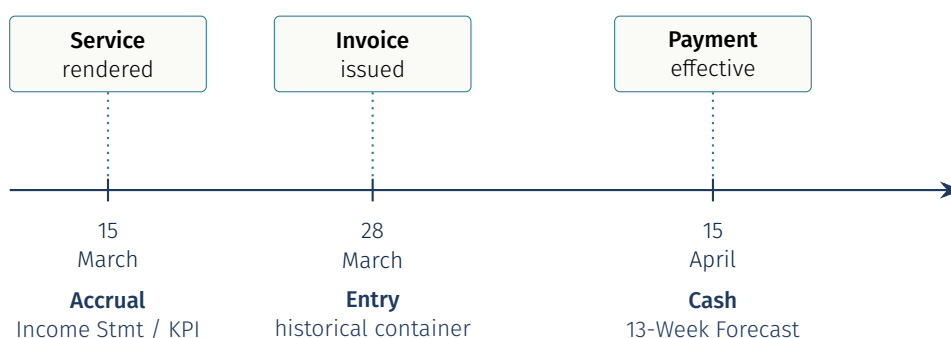 Service
rendered
Invoice
issued
Payment
effective
15
March
28
March
15
April
Accrual
Income Stmt / KPI
Entry
historical container
Cash
13-Week Forecast